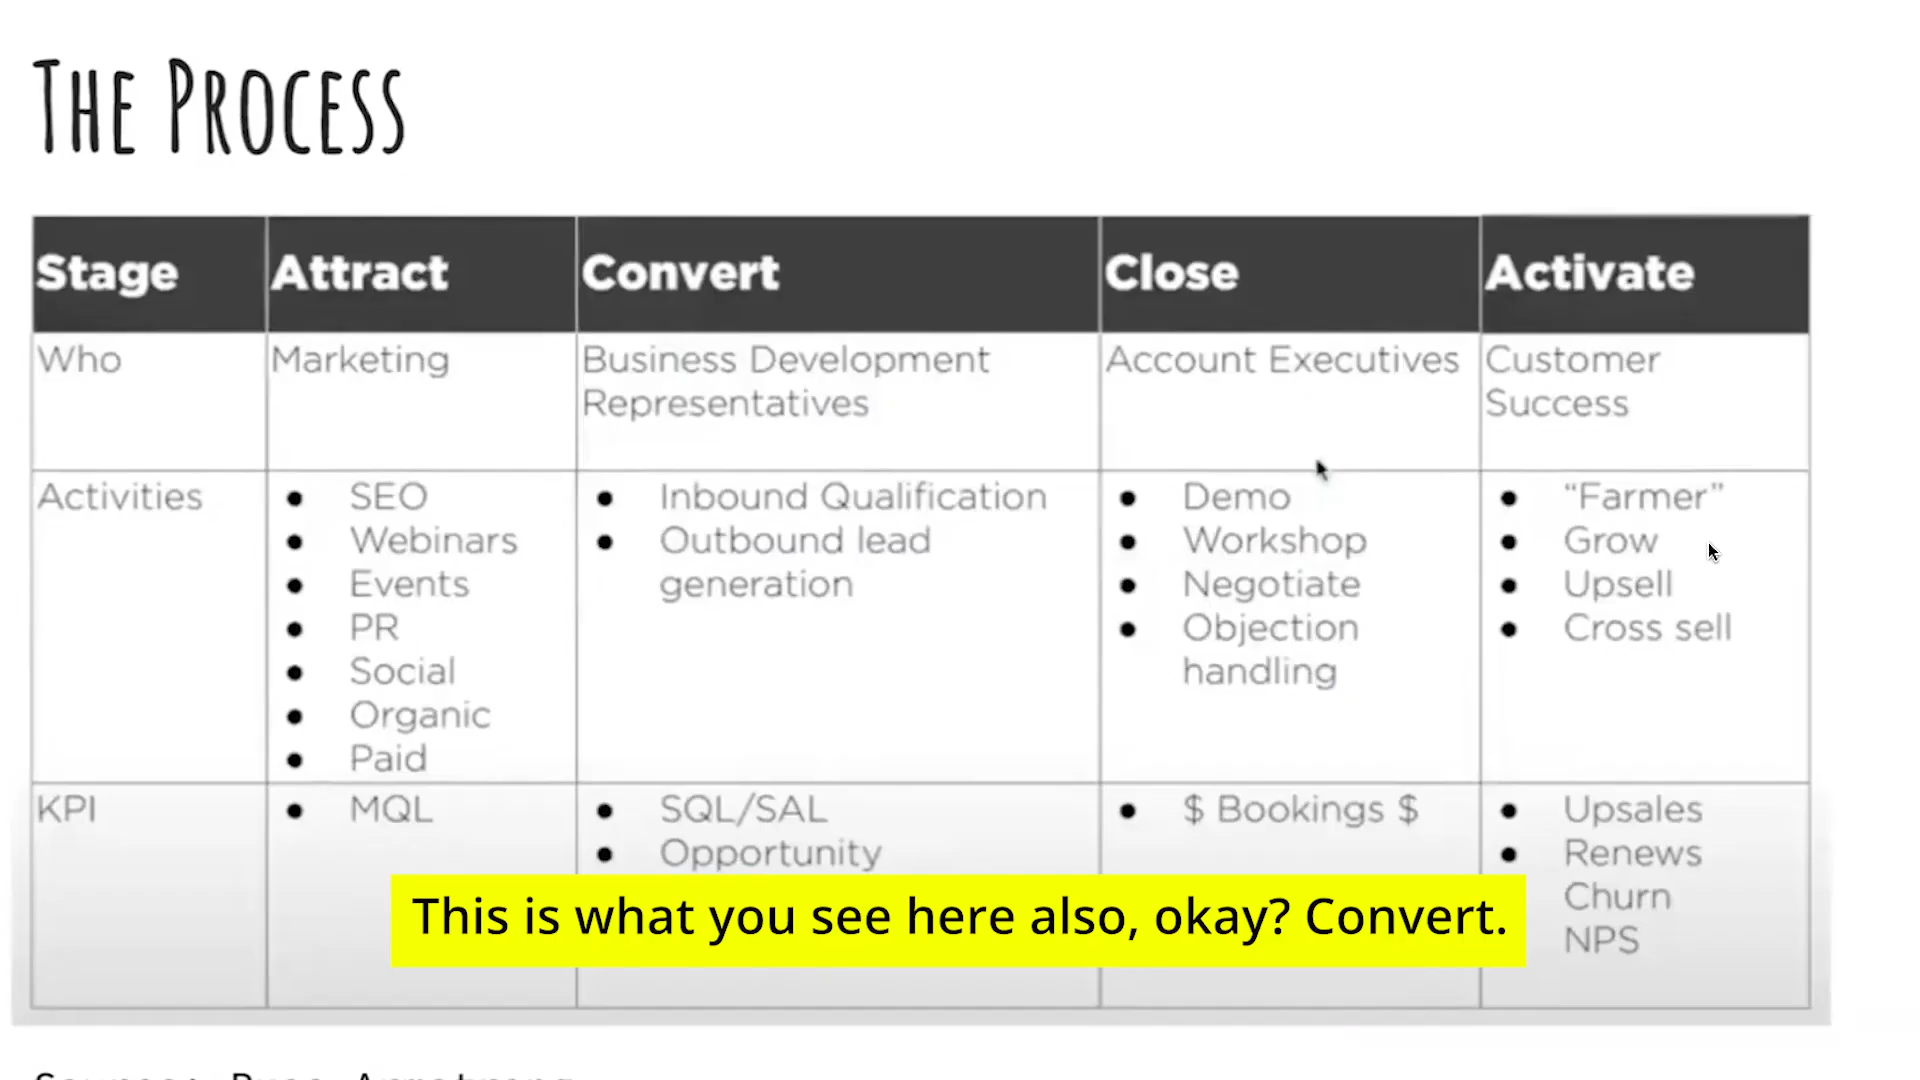 The Process
Stage Attract Convert Close Activate
Who Marketing Business Development Representatives Account Executives Customer Success
Activities
SEO
Webinars
Events
PR
Social
Organic
Paid
Inbound Qualification
Outbound lead
generation
Demo
Workshop
Negotiate
Objection
handling
“Farmer”
Grow
Upsell
Cross sell
KPI
MQL
SQL/SAL
Opportunity
$ Bookings $
Upsales
Renews
Churn
NPS
This is what you see here also, okay? Convert.